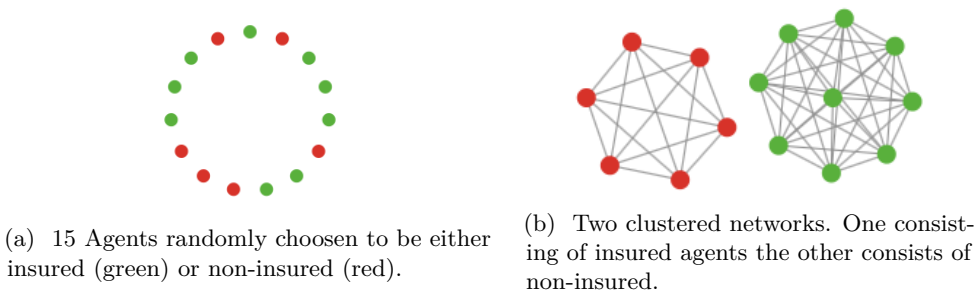 (a) 15 Agents randomly choosen to be either
insured (green) or non-insured (red).
(b) Two clustered networks. One consist-
ing of insured agents the other consists of
non-insured.